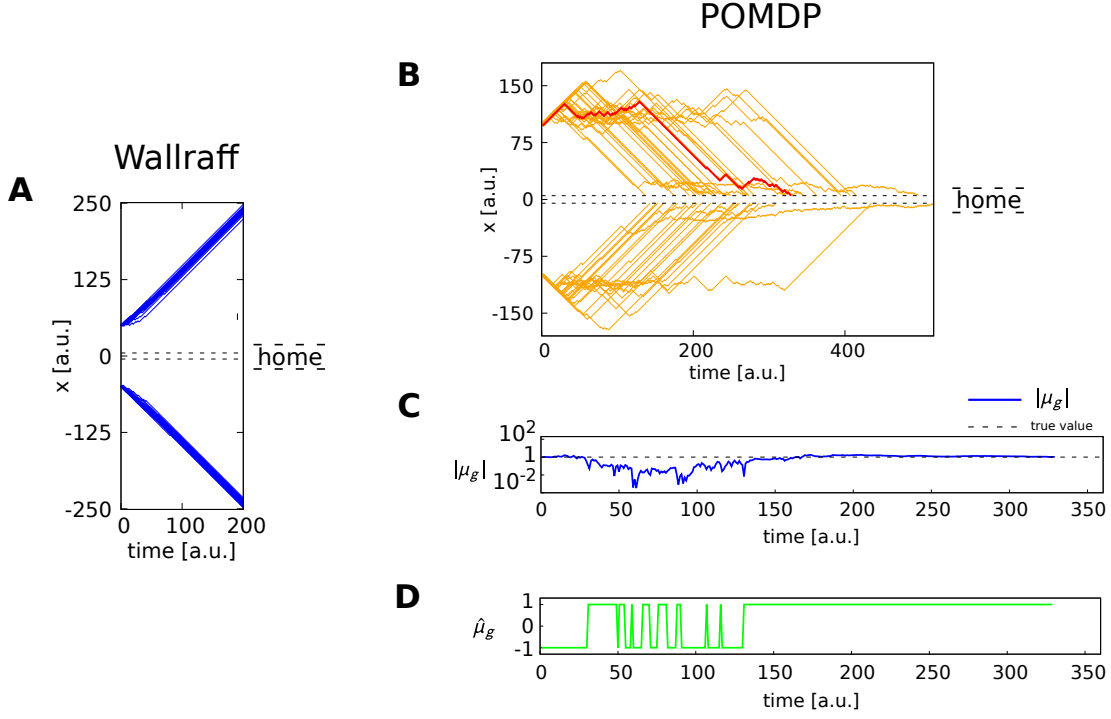 POMDP
Wallraff
A
250
125
0
-125
-250
x [a.u.]
0 100 200
time [a.u.]
home
B
150
75
0
-75
-150
x [a.u.]
0 200 400
time [a.u.]
home
C
|μg|
true value
10²
1
10⁻²
|μg|
0 50 100 150 200 250 300 350
time [a.u.]
D
1
0
-1
μ̂g
0 50 100 150 200 250 300 350
time [a.u.]